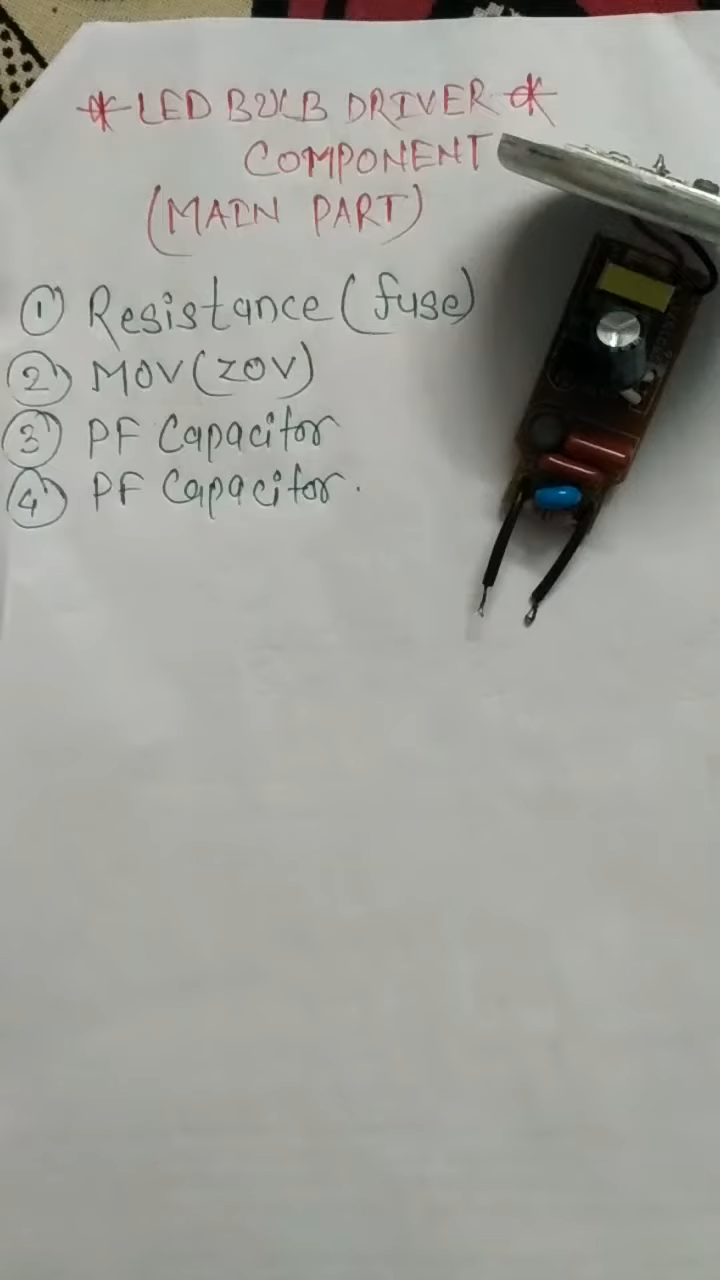 * LED BULB DRIVER *
COMPONENT
(MAIN PART)
① Resistance (fuse)
② MOV (ZOV)
③ PF Capacitor
④ PF Capacitor.